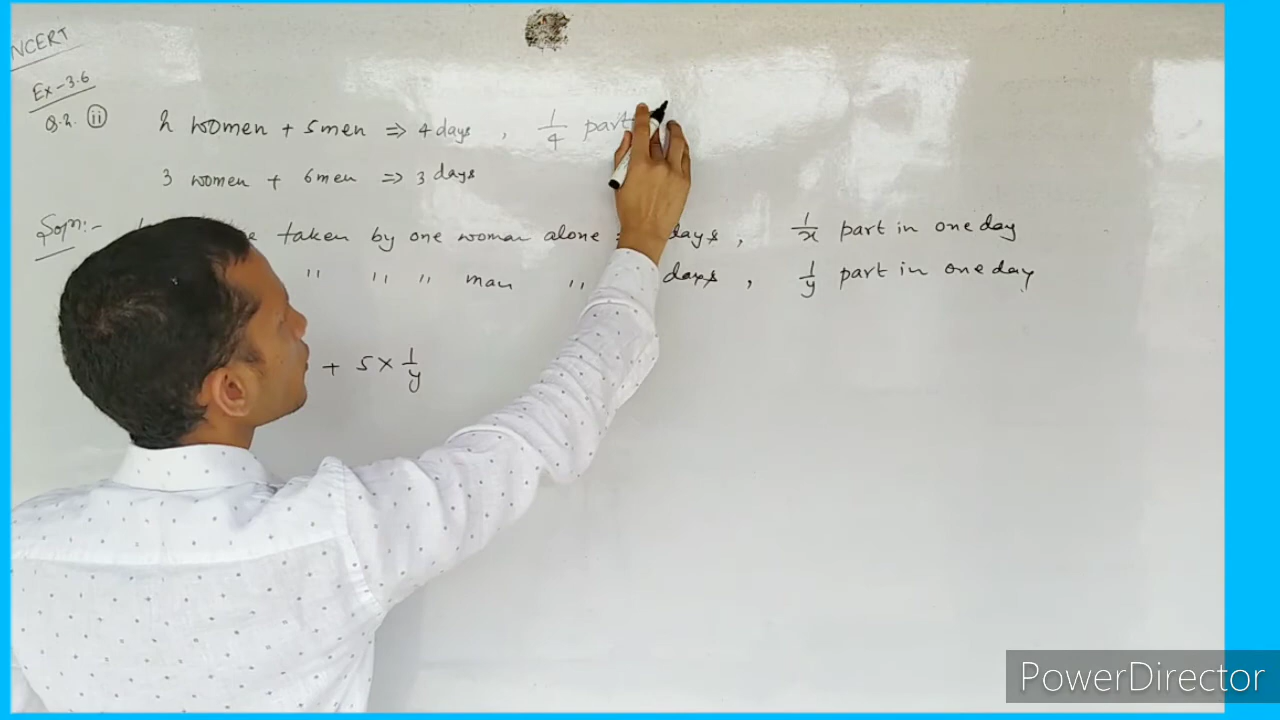 NCERT
Ex-3.6
Q.2. (ii) 2 women + 5 men ⇒ 4 days , 1/4 part
3 women + 6 men ⇒ 3 days
Soln:- taken by one woman alone days , 1/x part in one day
" " " man " days , 1/y part in one day
+ 5 × 1/y
PowerDirector